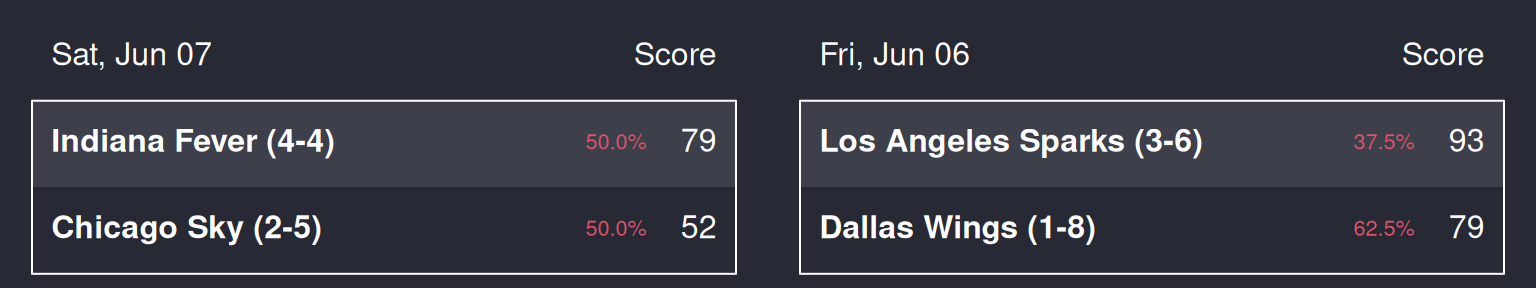 Sat, Jun 07 Score
Indiana Fever (4-4) 50.0% 79
Chicago Sky (2-5) 50.0% 52
Fri, Jun 06 Score
Los Angeles Sparks (3-6) 37.5% 93
Dallas Wings (1-8) 62.5% 79